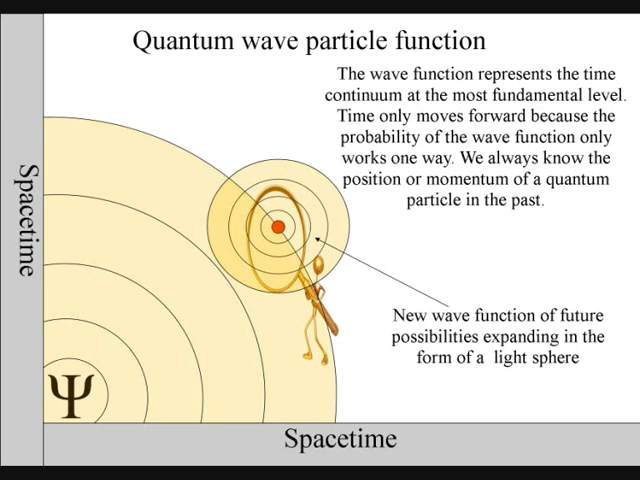 Quantum wave particle function
The wave function represents the time
continuum at the most fundamental level.
Time only moves forward because the
probability of the wave function only
works one way. We always know the
position or momentum of a quantum
particle in the past.
Spacetime
New wave function of future
possibilities expanding in the
form of a light sphere
Ψ
Spacetime